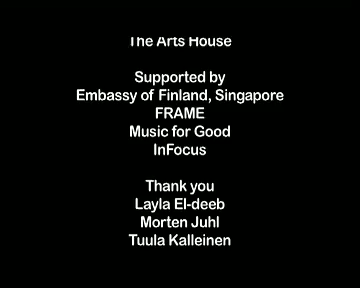 The Arts House
Supported by
Embassy of Finland, Singapore
FRAME
Music for Good
InFocus
Thank you
Layla El-deeb
Morten Juhl
Tuula Kalleinen